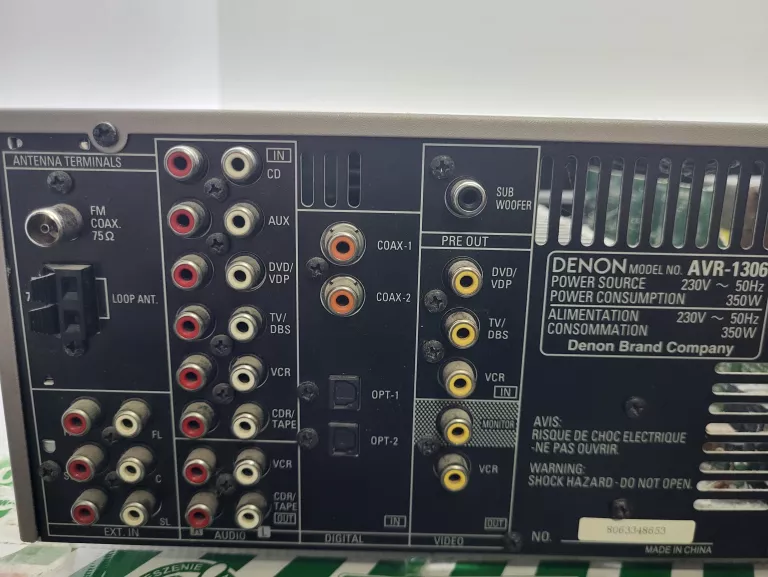 ANTENNA TERMINALS
FM
COAX.
75Ω
LOOP ANT.
FL
C
SL
EXT. IN
IN
CD
AUX
DVD/
VDP
TV/
DBS
VCR
CDR/
TAPE
VCR
CDR/
TAPE
OUT
R AUDIO L
COAX-1
COAX-2
OPT-1
OPT-2
IN
DIGITAL
SUB
WOOFER
PRE OUT
DVD/
VDP
TV/
DBS
VCR
IN
MONITOR
VCR
OUT
VIDEO
DENON MODEL NO. AVR-1306
POWER SOURCE 230V ~ 50Hz
POWER CONSUMPTION 350W
ALIMENTATION 230V ~ 50Hz
CONSOMMATION 350W
Denon Brand Company
AVIS:
RISQUE DE CHOC ELECTRIQUE
-NE PAS OUVRIR.
WARNING:
SHOCK HAZARD-DO NOT OPEN.
NO. 8063348653
MADE IN CHINA